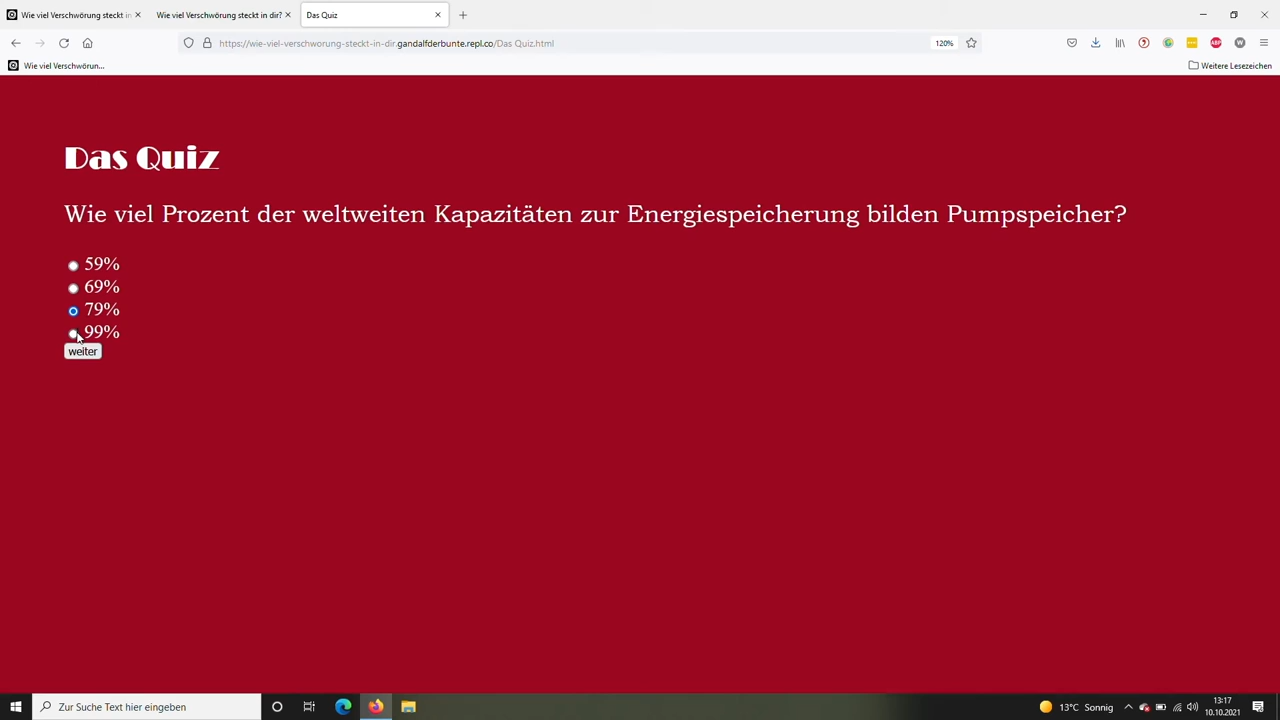 Wie viel Verschwörung steckt in
Wie viel Verschwörung steckt in dir?
Das Quiz
https://wie-viel-verschworung-steckt-in-dir.gandalfderbunte.repl.co/Das Quiz.html
120%
Wie viel Verschwörun...
Weitere Lesezeichen
Das Quiz
Wie viel Prozent der weltweiten Kapazitäten zur Energiespeicherung bilden Pumpspeicher?
59%
69%
79%
99%
weiter
Zur Suche Text hier eingeben
13°C Sonnig
13:17
10.10.2021